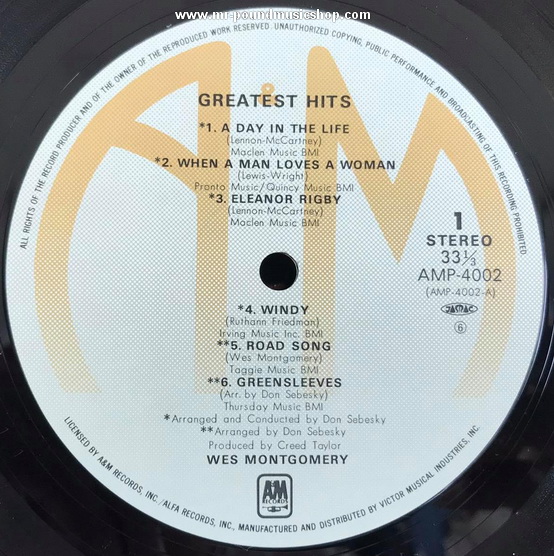 www.mr-poundmusicshop.com
ALL RIGHTS OF THE RECORD PRODUCER AND OF THE OWNER OF THE REPRODUCED WORK RESERVED. UNAUTHORIZED COPYING, PUBLIC PERFORMANCE AND BROADCASTING OF THIS RECORDING PROHIBITED
GREATEST HITS
*1. A DAY IN THE LIFE
(Lennon-McCartney)
Maclen Music BMI
*2. WHEN A MAN LOVES A WOMAN
(Lewis-Wright)
Pronto Music/Quincy Music BMI
*3. ELEANOR RIGBY
(Lennon-McCartney)
Maclen Music BMI
1
STEREO
33⅓
AMP-4002
(AMP-4002-A)
JASRAC
⑥
*4. WINDY
(Ruthann Friedman)
Irving Music Inc. BMI
**5. ROAD SONG
(Wes Montgomery)
Taggie Music BMI
**6. GREENSLEEVES
(Arr. by Don Sebesky)
Thursday Music BMI
*Arranged and Conducted by Don Sebesky
**Arranged by Don Sebesky
Produced by Creed Taylor
WES MONTGOMERY
A&M
RECORDS
LICENSED BY A&M RECORDS, INC./ALFA RECORDS, INC., MANUFACTURED AND DISTRIBUTED BY VICTOR MUSICAL INDUSTRIES, INC.